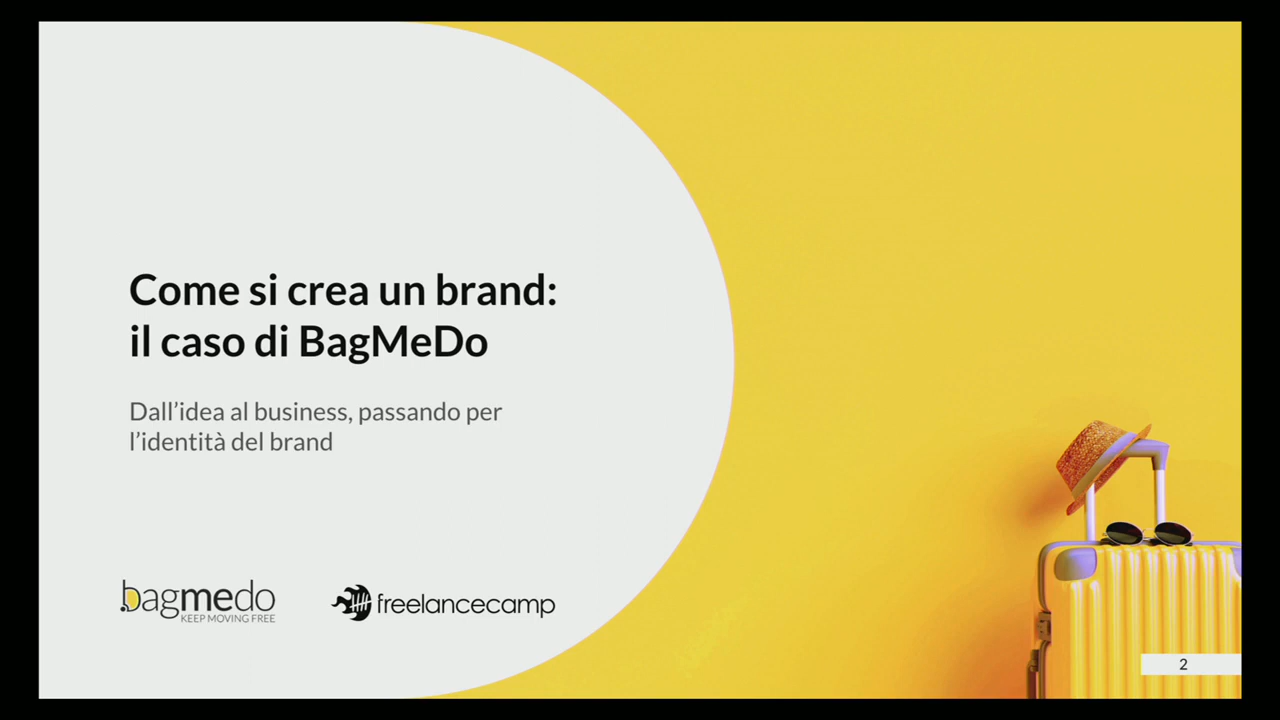 Come si crea un brand:
il caso di BagMeDo
Dall’idea al business, passando per
l’identità del brand
bagmedo
KEEP MOVING FREE
freelancecamp
2